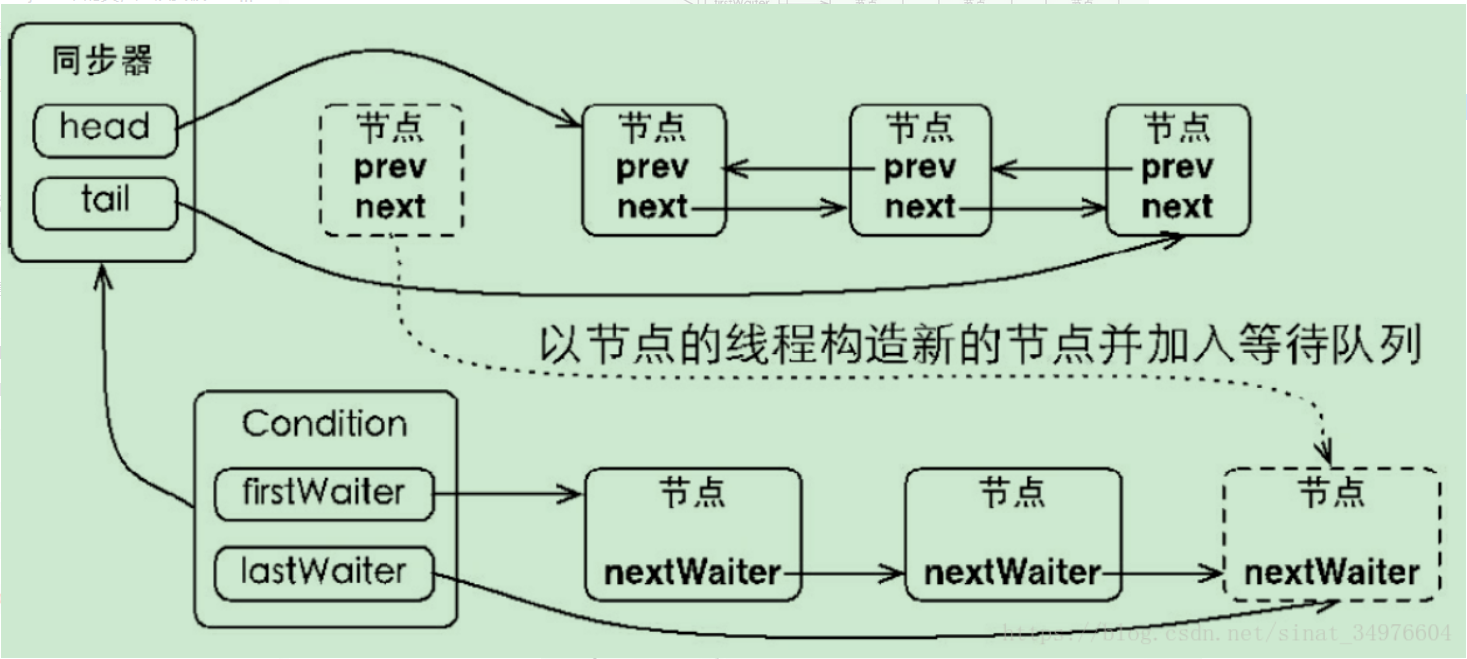 同步器
head
tail
节点
prev
next
节点
prev
next
节点
prev
next
节点
prev
next
以节点的线程构造新的节点并加入等待队列
Condition
firstWaiter
lastWaiter
节点
nextWaiter
节点
nextWaiter
节点
nextWaiter
https://blog.csdn.net/sinat_34976604